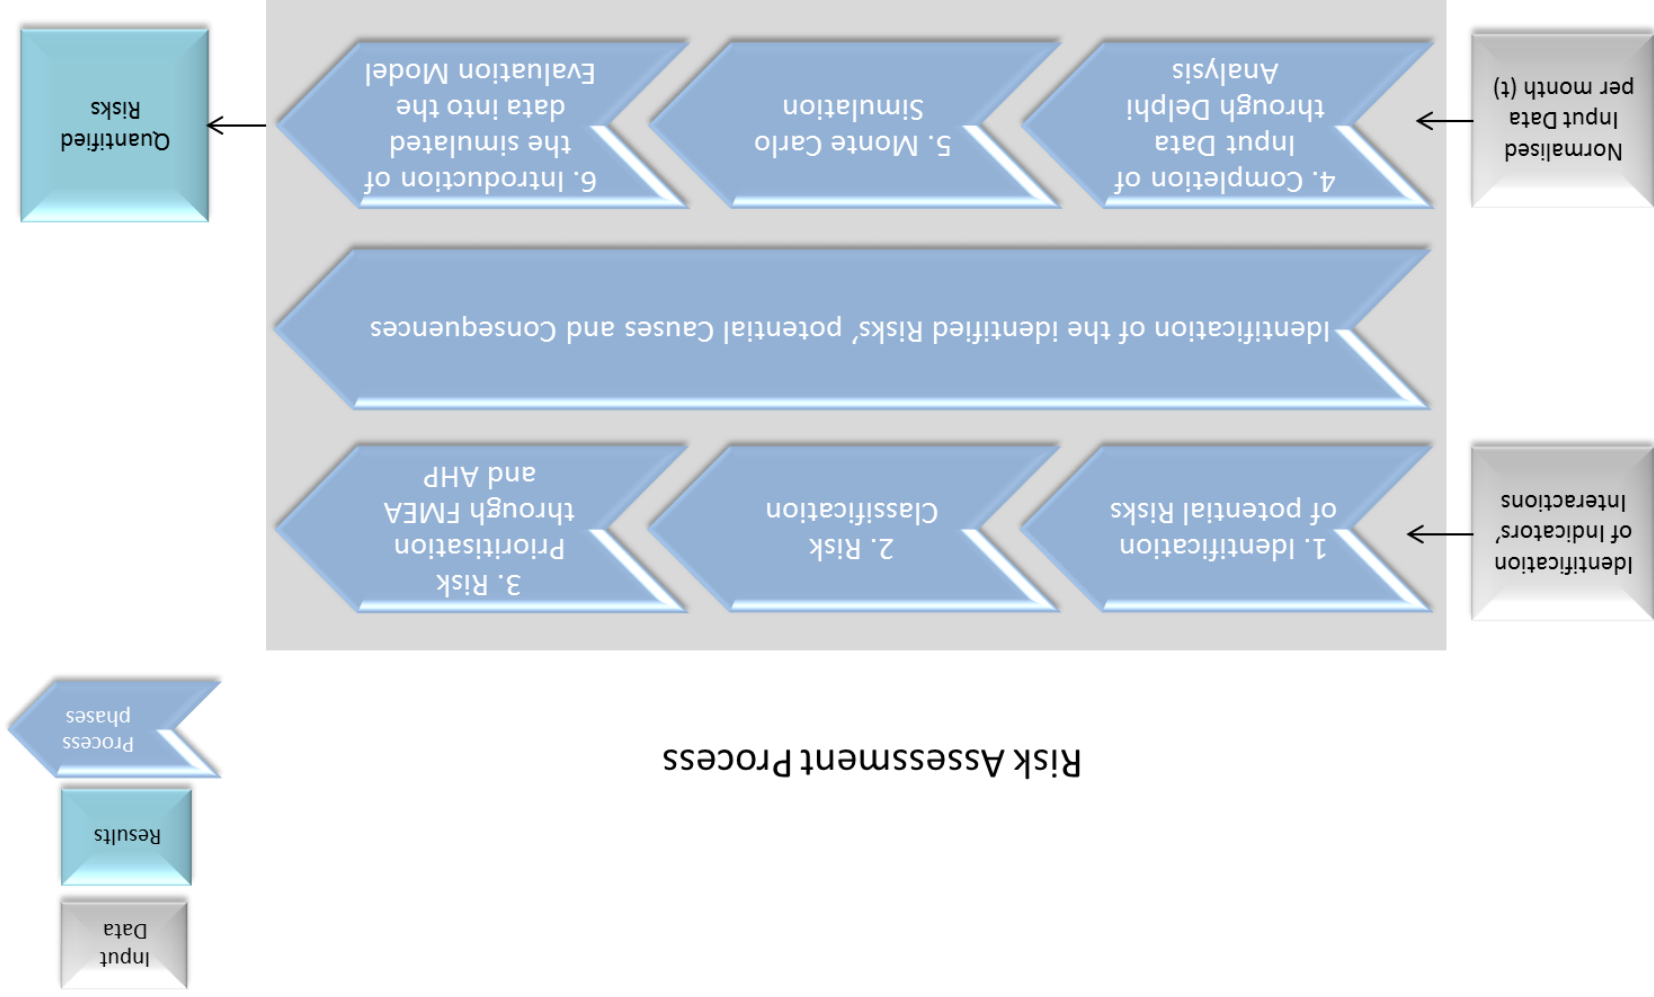 Input
Data
Results
Process
phases
Risk Assessment Process
Identification
of Indicators'
Interactions
1. Identification
of potential Risks
2. Risk
Classification
3. Risk
Prioritisation
through FMEA
and AHP
Identification of the identified Risks' potential Causes and Consequences
Normalised
Input Data
per month (t)
4. Completion of
Input Data
through Delphi
Analysis
5. Monte Carlo
Simulation
6. Introduction of
the simulated
data into the
Evaluation Model
Quantified
Risks